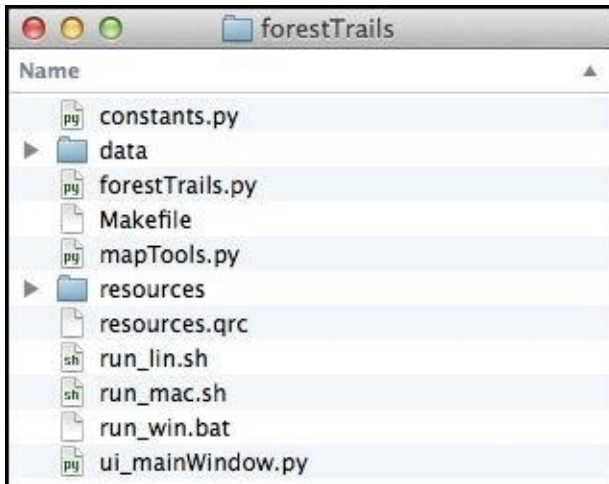 forestTrails
Name
constants.py
data
forestTrails.py
Makefile
mapTools.py
resources
resources.qrc
run_lin.sh
run_mac.sh
run_win.bat
ui_mainWindow.py